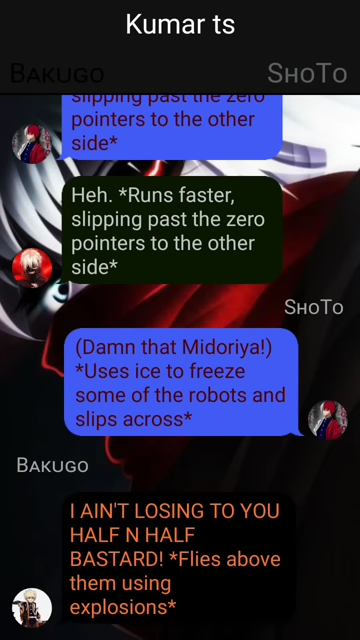 Kumar ts
Bakugo
ShoTo
slipping past the zero
pointers to the other
side*
Heh. *Runs faster,
slipping past the zero
pointers to the other
side*
ShoTo
(Damn that Midoriya!)
*Uses ice to freeze
some of the robots and
slips across*
Bakugo
I AIN'T LOSING TO YOU
HALF N HALF
BASTARD! *Flies above
them using
explosions*